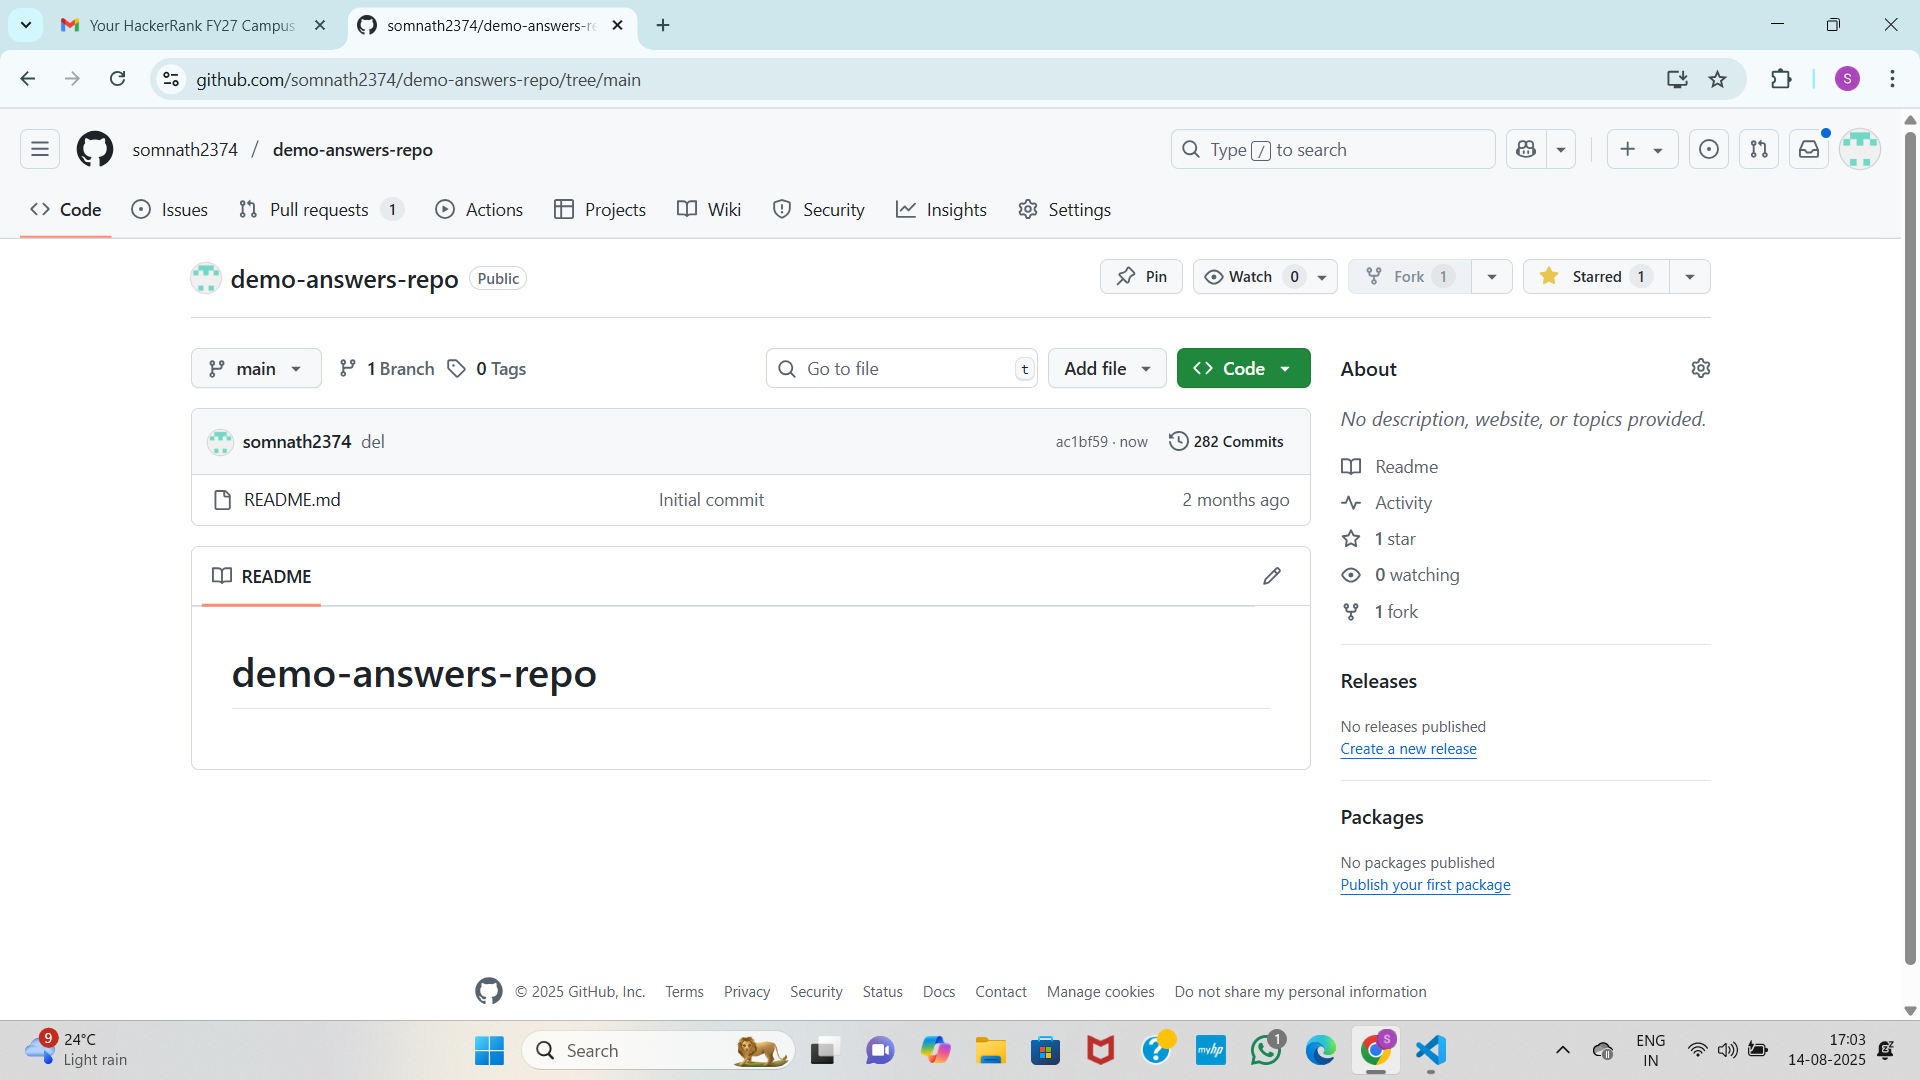 Your HackerRank FY27 Campus
somnath2374/demo-answers-re
github.com/somnath2374/demo-answers-repo/tree/main
S
somnath2374 / demo-answers-repo
Type / to search
Code
Issues
Pull requests 1
Actions
Projects
Wiki
Security
Insights
Settings
demo-answers-repo Public
Pin
Watch 0
Fork 1
Starred 1
main
1 Branch
0 Tags
Go to file t
Add file
Code
somnath2374 del
ac1bf59 · now
282 Commits
README.md
Initial commit
2 months ago
README
demo-answers-repo
About
No description, website, or topics provided.
Readme
Activity
1 star
0 watching
1 fork
Releases
No releases published
Create a new release
Packages
No packages published
Publish your first package
© 2025 GitHub, Inc.
Terms
Privacy
Security
Status
Docs
Contact
Manage cookies
Do not share my personal information
9
24°C
Light rain
Search
myhp
1
S
ENG
IN
17:03
14-08-2025